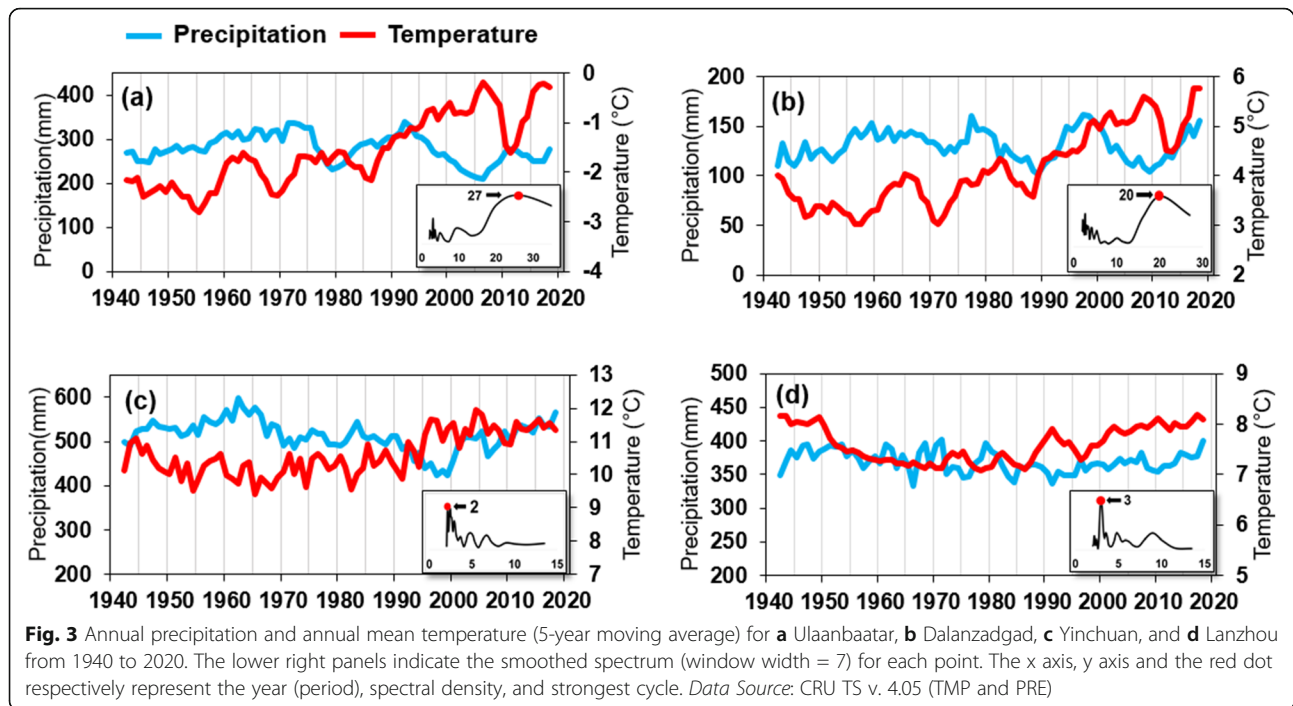 Precipitation Temperature
(a)
Precipitation(mm)
400
300
200
100
0
0
-1
-2
-3
-4
Temperature (°C)
27
0 10 20 30
1940 1950 1960 1970 1980 1990 2000 2010 2020
(b)
Precipitation(mm)
200
150
100
50
0
6
5
4
3
2
Temperature (°C)
20
0 10 20 30
1940 1950 1960 1970 1980 1990 2000 2010 2020
(c)
Precipitation(mm)
600
500
400
300
200
13
12
11
10
9
8
7
Temperature (°C)
2
0 5 10 15
1940 1950 1960 1970 1980 1990 2000 2010 2020
(d)
Precipitation(mm)
500
450
400
350
300
250
200
9
8
7
6
5
Temperature (°C)
3
0 5 10 15
1940 1950 1960 1970 1980 1990 2000 2010 2020
Fig. 3 Annual precipitation and annual mean temperature (5-year moving average) for a Ulaanbaatar, b Dalanzadgad, c Yinchuan, and d Lanzhou
from 1940 to 2020. The lower right panels indicate the smoothed spectrum (window width = 7) for each point. The x axis, y axis and the red dot
respectively represent the year (period), spectral density, and strongest cycle. Data Source: CRU TS v. 4.05 (TMP and PRE)